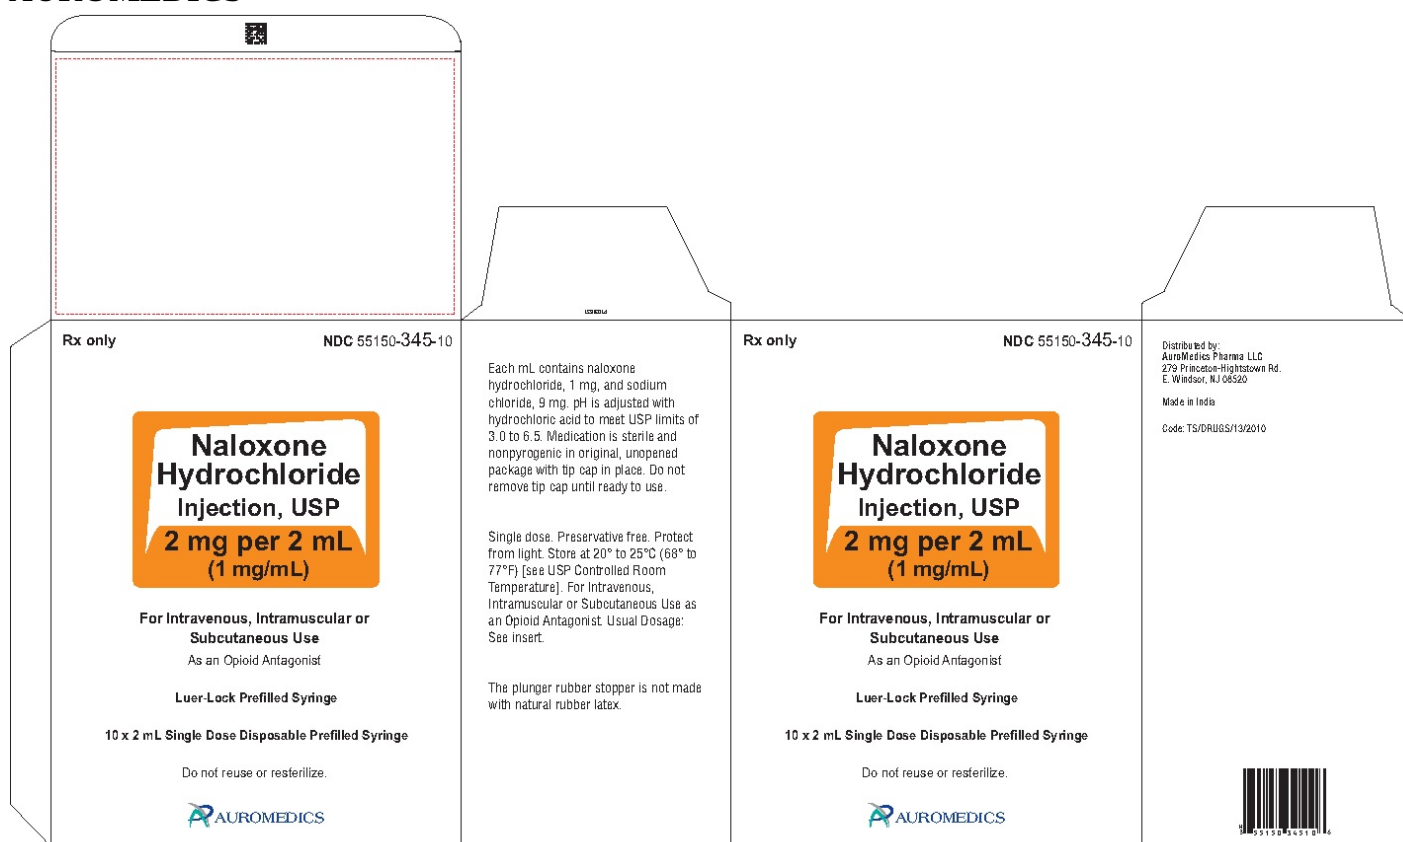 AUROMEDICS
Rx only
NDC 55150-345-10
Naloxone
Hydrochloride
Injection, USP
2 mg per 2 mL
(1 mg/mL)
For Intravenous, Intramuscular or
Subcutaneous Use
As an Opioid Antagonist
Luer-Lock Prefilled Syringe
10 x 2 mL Single Dose Disposable Prefilled Syringe
Do not reuse or resterilize.
AUROMEDICS
Each mL contains naloxone
hydrochloride, 1 mg, and sodium
chloride, 9 mg. pH is adjusted with
hydrochloric acid to meet USP limits of
3.0 to 6.5. Medication is sterile and
nonpyrogenic in original, unopened
package with tip cap in place. Do not
remove tip cap until ready to use.
Single dose. Preservative free. Protect
from light. Store at 20° to 25°C (68° to
77°F) [see USP Controlled Room
Temperature]. For Intravenous,
Intramuscular or Subcutaneous Use as
an Opioid Antagonist. Usual Dosage:
See insert.
The plunger rubber stopper is not made
with natural rubber latex.
Rx only
NDC 55150-345-10
Naloxone
Hydrochloride
Injection, USP
2 mg per 2 mL
(1 mg/mL)
For Intravenous, Intramuscular or
Subcutaneous Use
As an Opioid Antagonist
Luer-Lock Prefilled Syringe
10 x 2 mL Single Dose Disposable Prefilled Syringe
Do not reuse or resterilize.
AUROMEDICS
Distributed by:
AuroMedics Pharma LLC
279 Princeton-Hightstown Rd.
E. Windsor, NJ 08520
Made in India
Code: TS/DRUGS/13/2010
N
3 55150 34510 6